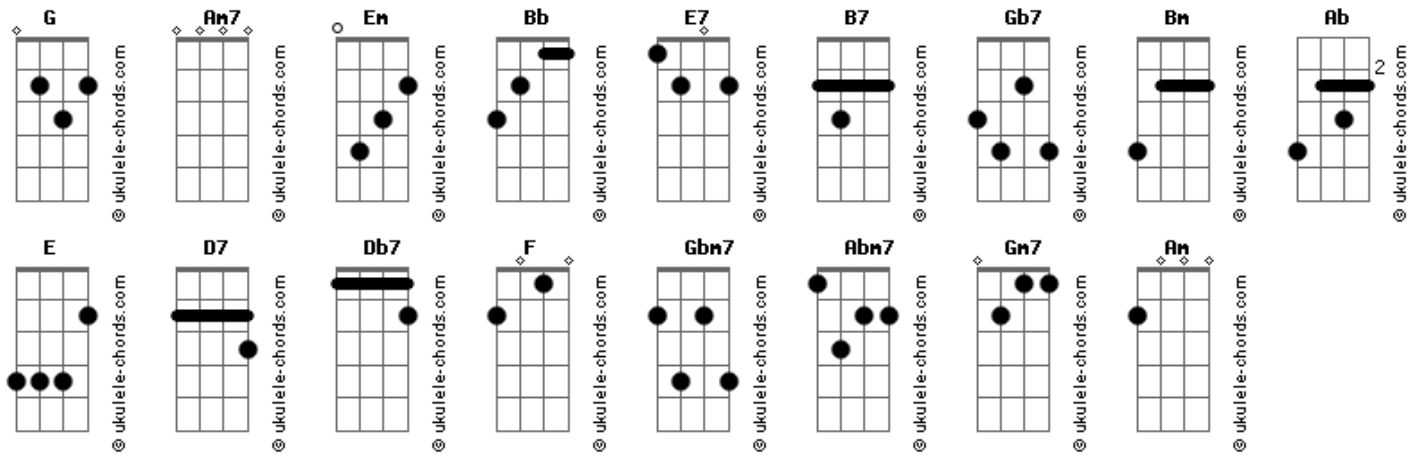 G Am7 Em Bb E7 B7 Gb7 Bm Ab
2
© ukulele-chords.com © ukulele-chords.com © ukulele-chords.com © ukulele-chords.com © ukulele-chords.com © ukulele-chords.com © ukulele-chords.com © ukulele-chords.com © ukulele-chords.com
E D7 Db7 F Gbm7 Abm7 Gm7 Am
© ukulele-chords.com © ukulele-chords.com © ukulele-chords.com © ukulele-chords.com © ukulele-chords.com © ukulele-chords.com © ukulele-chords.com © ukulele-chords.com